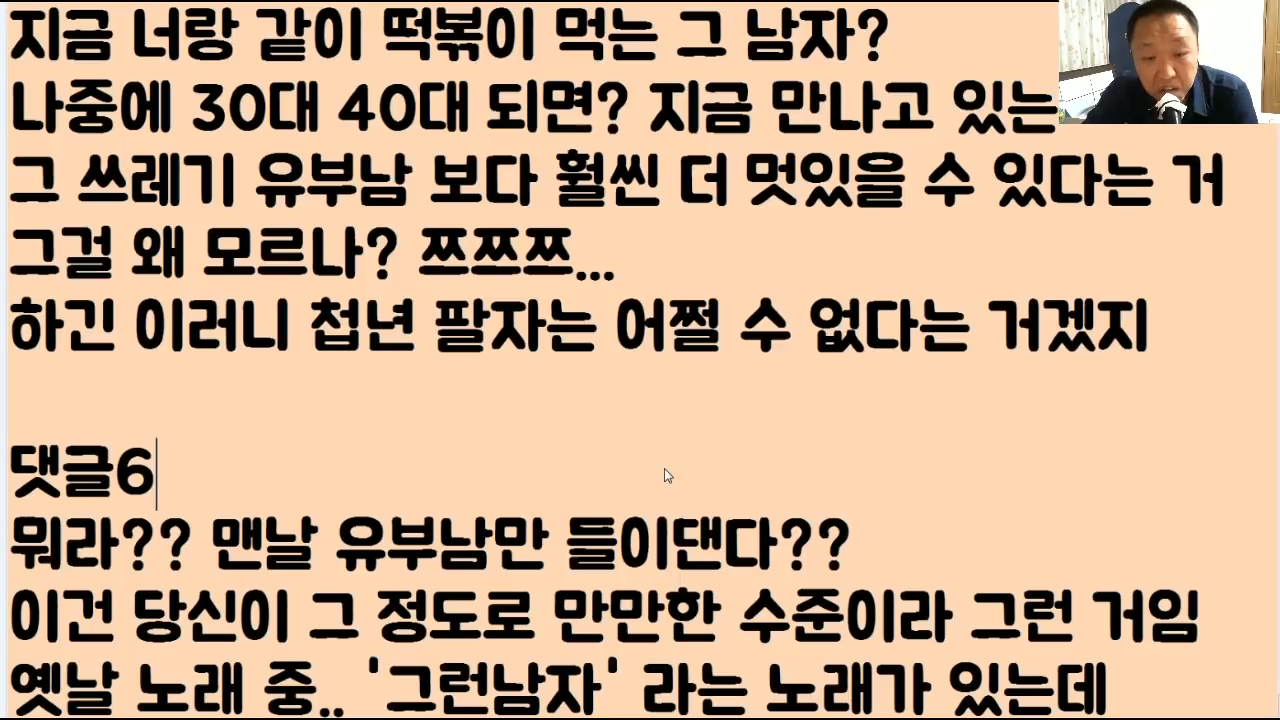 지금 너랑 같이 떡볶이 먹는 그 남자?
나중에 30대 40대 되면? 지금 만나고 있는
그 쓰레기 유부남 보다 훨씬 더 멋있을 수 있다는 거
그걸 왜 모르나? 쯔쯔쯔...
하긴 이러니 첩년 팔자는 어쩔 수 없다는 거겠지
댓글6
뭐라?? 맨날 유부남만 들이댄다??
이건 당신이 그 정도로 만만한 수준이라 그런 거임
옛날 노래 중.. '그런남자' 라는 노래가 있는데